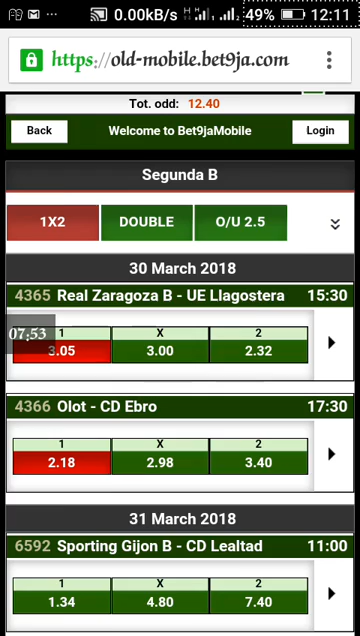 0.00kB/s 49% 12:11
https://old-mobile.bet9ja.com
Tot. odd: 12.40
Back Welcome to Bet9jaMobile Login
Segunda B
1X2 DOUBLE O/U 2.5
30 March 2018
4365 Real Zaragoza B - UE Llagostera 15:30
07:53
1 X 2
3.05 3.00 2.32
4366 Olot - CD Ebro 17:30
1 X 2
2.18 2.98 3.40
31 March 2018
6592 Sporting Gijon B - CD Lealtad 11:00
1 X 2
1.34 4.80 7.40